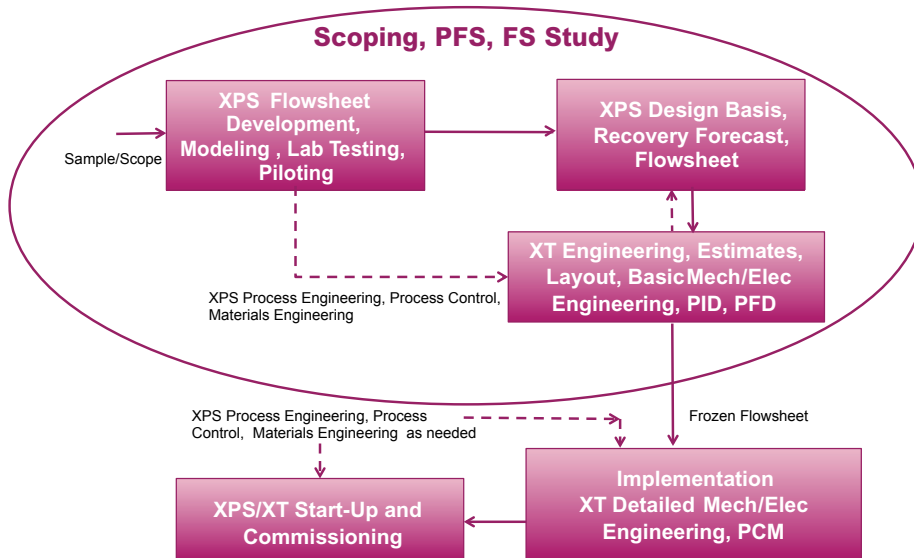 Scoping, PFS, FS Study
XPS Flowsheet
Development,
Modeling , Lab Testing,
Piloting
XPS Design Basis,
Recovery Forecast,
Flowsheet
Sample/Scope
XT Engineering, Estimates,
Layout, Basic Mech/Elec
Engineering, PID, PFD
XPS Process Engineering, Process Control,
Materials Engineering
XPS Process Engineering, Process
Control, Materials Engineering as needed
Frozen Flowsheet
Implementation
XT Detailed Mech/Elec
Engineering, PCM
XPS/XT Start-Up and
Commissioning